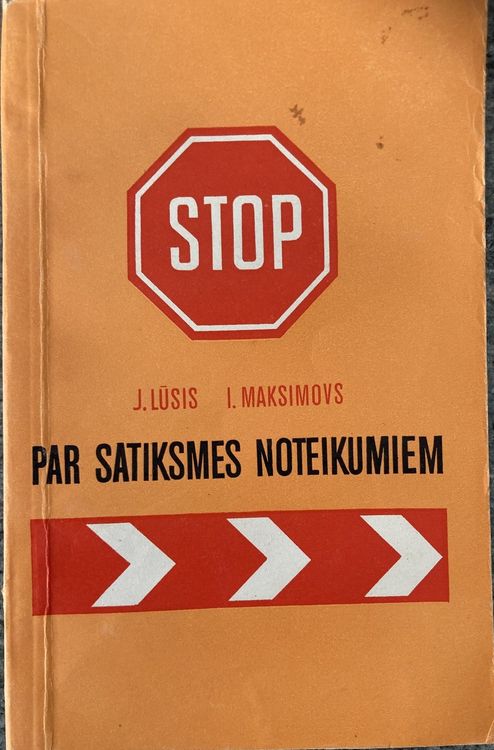 STOP
J. LŪSIS I. MAKSIMOVS
PAR SATIKSMES NOTEIKUMIEM